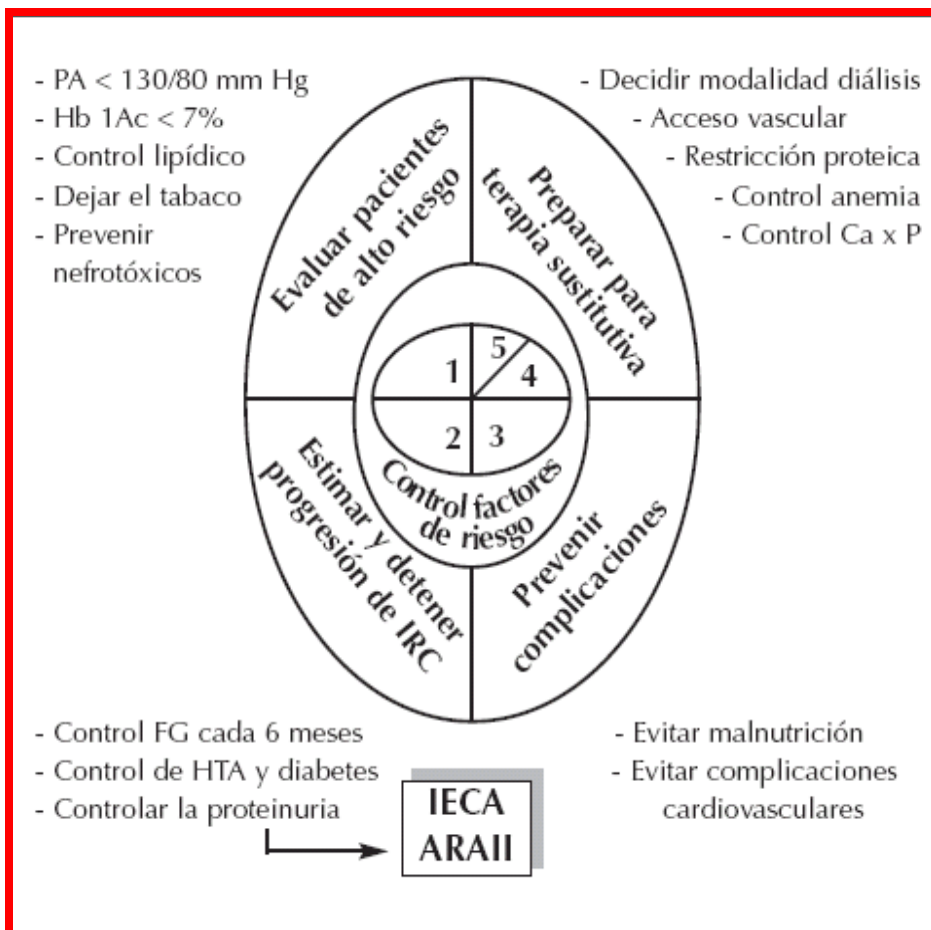 - PA < 130/80 mm Hg
- Hb 1Ac < 7%
- Control lipídico
- Dejar el tabaco
- Prevenir
nefrotóxicos
- Decidir modalidad diálisis
- Acceso vascular
- Restricción proteica
- Control anemia
- Control Ca x P
Evaluar pacientes
de alto riesgo
Preparar para
terapia sustitutiva
1
5
4
2
3
Control factores
de riesgo
Estimar y detener
progresión de IRC
Prevenir
complicaciones
- Control FG cada 6 meses
- Control de HTA y diabetes
- Controlar la proteinuria
IECA
ARAII
- Evitar malnutrición
- Evitar complicaciones
cardiovasculares